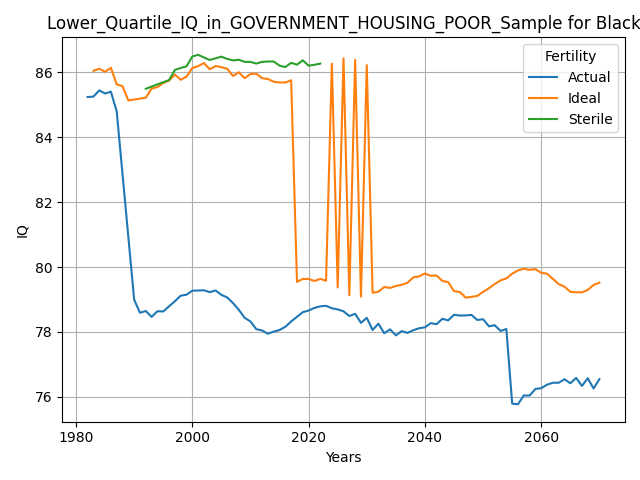 Lower_Quartile_IQ_in_GOVERNMENT_HOUSING_POOR_Sample for Black
Fertility
Actual
Ideal
Sterile
86
84
82
80
78
76
IQ
1980
2000
2020
2040
2060
Years